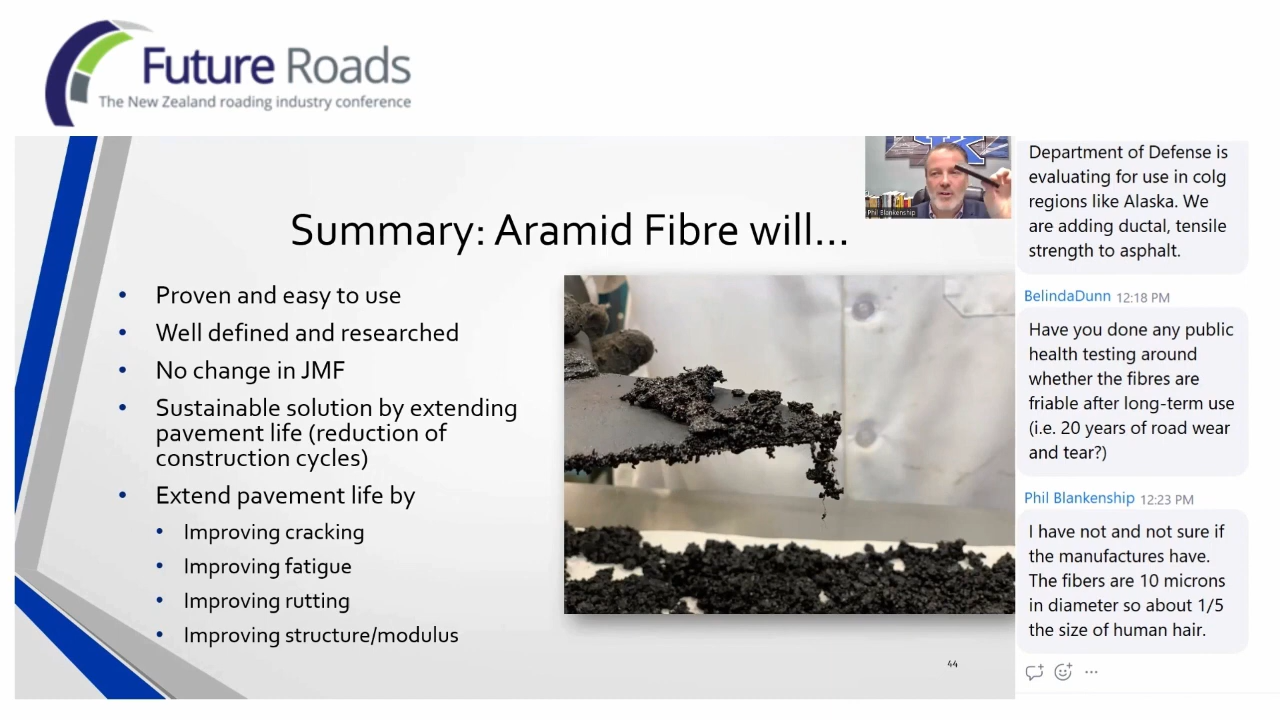 Future Roads
The New Zealand roading industry conference
Summary: Aramid Fibre will...
• Proven and easy to use
• Well defined and researched
• No change in JMF
• Sustainable solution by extending
pavement life (reduction of
construction cycles)
• Extend pavement life by
• Improving cracking
• Improving fatigue
• Improving rutting
• Improving structure/modulus
44
Phil Blankenship
Department of Defense is
evaluating for use in colg
regions like Alaska. We
are adding ductal, tensile
strength to asphalt.
BelindaDunn 12:18 PM
Have you done any public
health testing around
whether the fibres are
friable after long-term use
(i.e. 20 years of road wear
and tear?)
Phil Blankenship 12:23 PM
I have not and not sure if
the manufactures have.
The fibers are 10 microns
in diameter so about 1/5
the size of human hair.